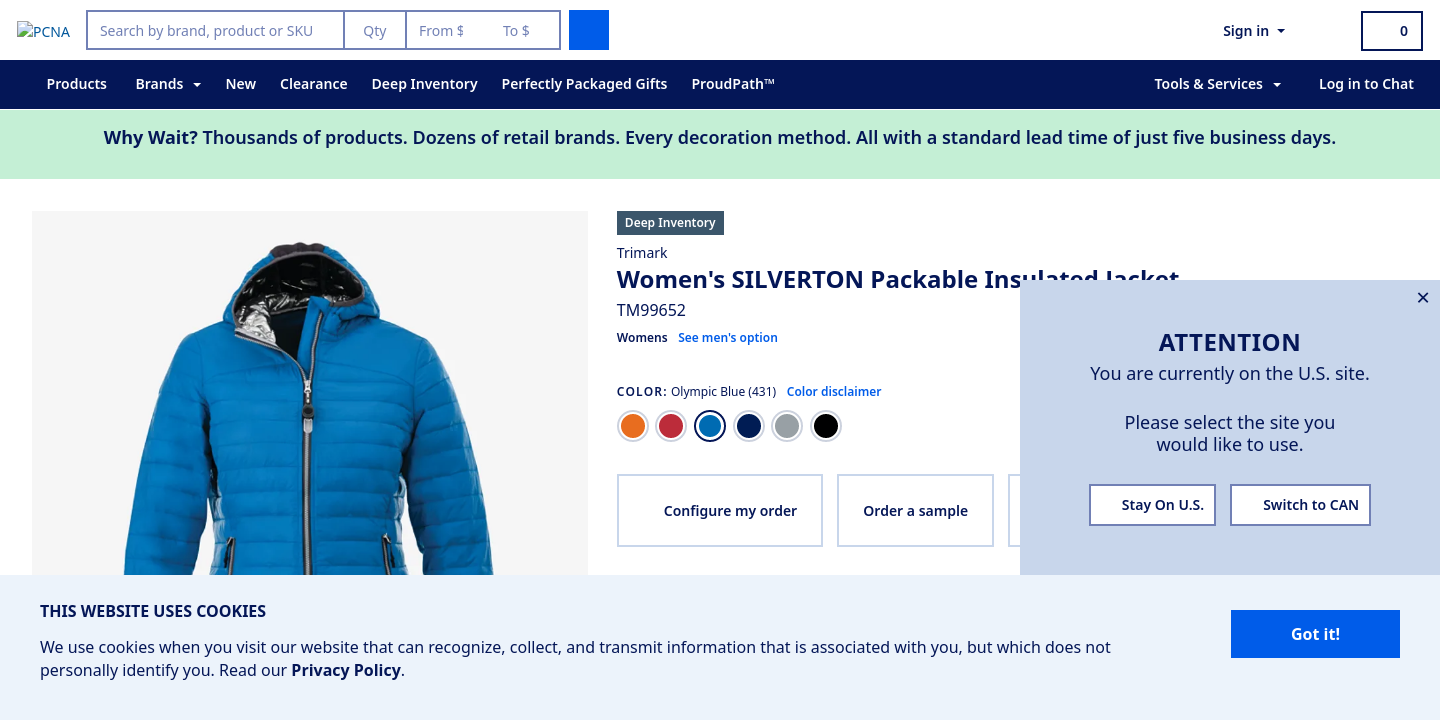 PCNA
Search by brand, product or SKU
Qty
From $
To $
Sign in
0
Products
Brands
New
Clearance
Deep Inventory
Perfectly Packaged Gifts
ProudPath™
Tools & Services
Log in to Chat
Why Wait? Thousands of products. Dozens of retail brands. Every decoration method. All with a standard lead time of just five business days.
Deep Inventory
Trimark
Women's SILVERTON Packable Insulated Jacket
TM99652
Womens See men's option
COLOR: Olympic Blue (431) Color disclaimer
Configure my order
Order a sample
×
ATTENTION
You are currently on the U.S. site.
Please select the site you
would like to use.
Stay On U.S.
Switch to CAN
THIS WEBSITE USES COOKIES
We use cookies when you visit our website that can recognize, collect, and transmit information that is associated with you, but which does not
personally identify you. Read our Privacy Policy.
Got it!